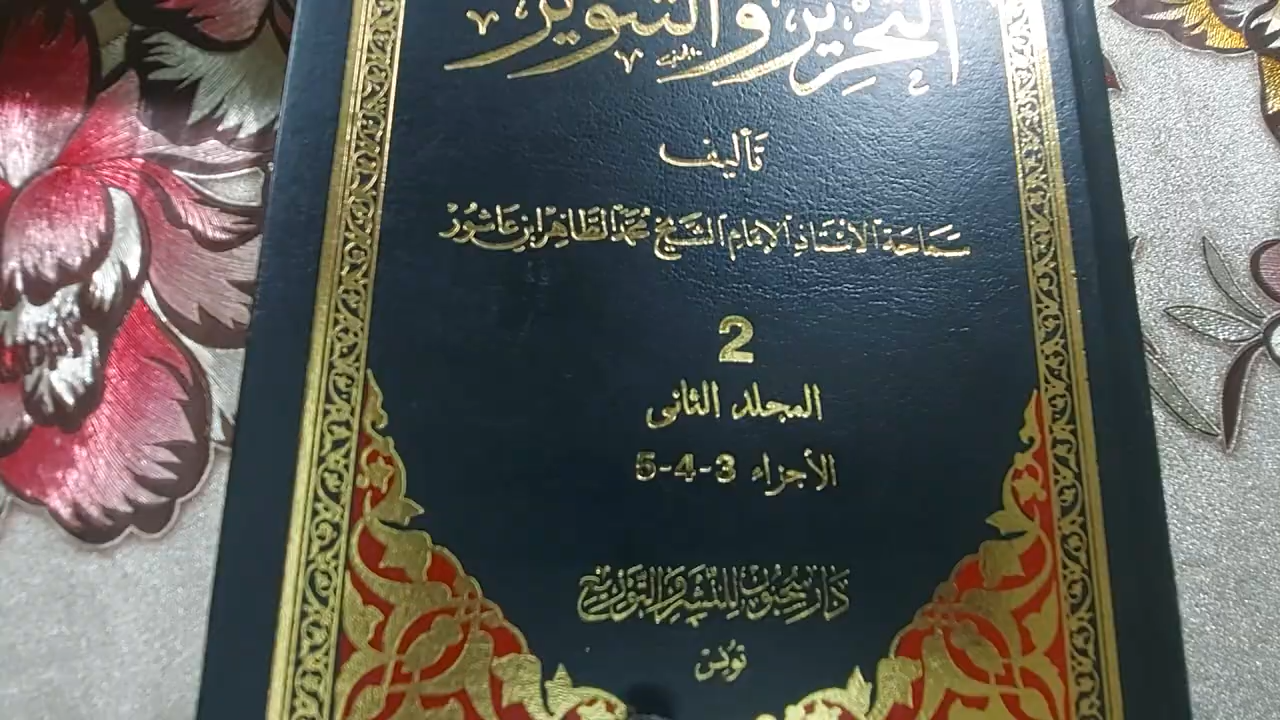 التحرير والتنوير
تأليف
سماحة الأستاذ الإمام الشيخ محمد الطاهر ابن عاشور
2
المجلد الثانى
الأجزاء 3-4-5
دار سحنون للنشر والتوزيع
تونس